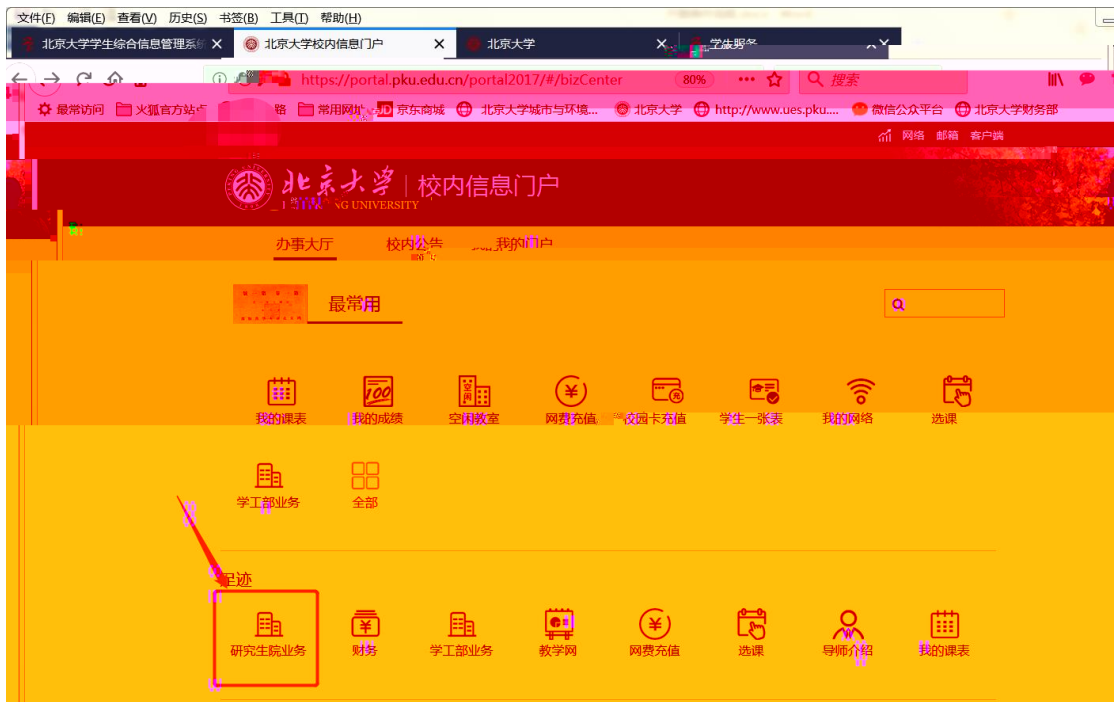 文件(F) 编辑(E) 查看(V) 历史(S) 书签(B) 工具(T) 帮助(H)
北京大学学生综合信息管理系统 北京大学校内信息门户 北京大学 学生服务
https://portal.pku.edu.cn/portal2017/#/bizCenter 80% 搜索
最常访问 火狐官方站点 常用网址 JD 京东商城 北京大学城市与环境... 北京大学 http://www.ues.pku.... 微信公众平台 北京大学财务部
网络 邮箱 客户端
北京大学 校内信息门户
UNIVERSITY
办事大厅 校内公告 我的门户
最常用
我的课表 我的成绩 空闲教室 网费充值 校园卡充值 学生一张表 我的网络 选课
学工部业务 全部
足迹
研究生院业务 财务 学工部业务 教学网 网费充值 选课 导师介绍 我的课表